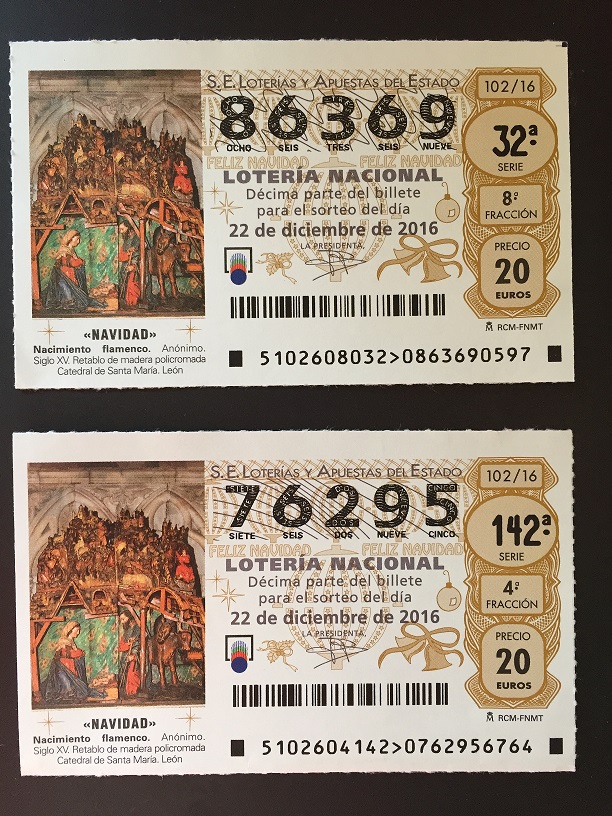 S.E. LOTERÍAS Y APUESTAS DEL ESTADO
86369
OCHO SEIS TRES SEIS NUEVE
FELIZ NAVIDAD FELIZ NAVIDAD
LOTERÍA NACIONAL
Décima parte del billete
para el sorteo del día
22 de diciembre de 2016
LA PRESIDENTA,
102/16
32ª
SERIE
8ª
FRACCIÓN
PRECIO
20
EUROS
RCM-FNMT
«NAVIDAD»
Nacimiento flamenco. Anónimo.
Siglo XV. Retablo de madera policromada
Catedral de Santa María. León
5102608032>0863690597
S.E. LOTERÍAS Y APUESTAS DEL ESTADO
76295
SIETE SEIS DOS NUEVE CINCO
FELIZ NAVIDAD FELIZ NAVIDAD
LOTERÍA NACIONAL
Décima parte del billete
para el sorteo del día
22 de diciembre de 2016
LA PRESIDENTA,
102/16
142ª
SERIE
4ª
FRACCIÓN
PRECIO
20
EUROS
RCM-FNMT
«NAVIDAD»
Nacimiento flamenco. Anónimo.
Siglo XV. Retablo de madera policromada
Catedral de Santa María. León
5102604142>0762956764